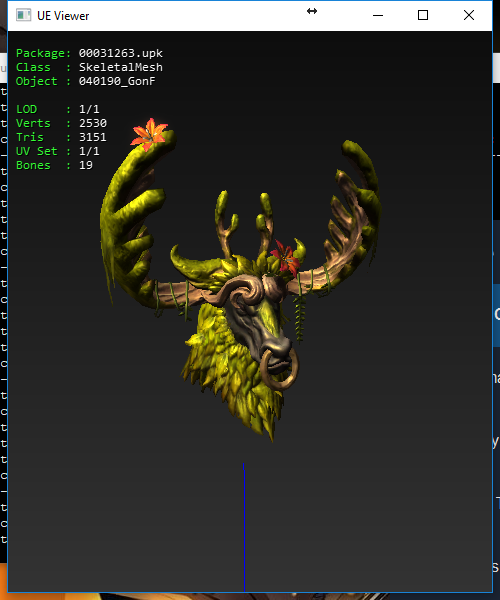 UE Viewer
Package: 00031263.upk
Class  : SkeletalMesh
Object : 040190_GonF
LOD    : 1/1
Verts  : 2530
Tris   : 3151
UV Set : 1/1
Bones  : 19